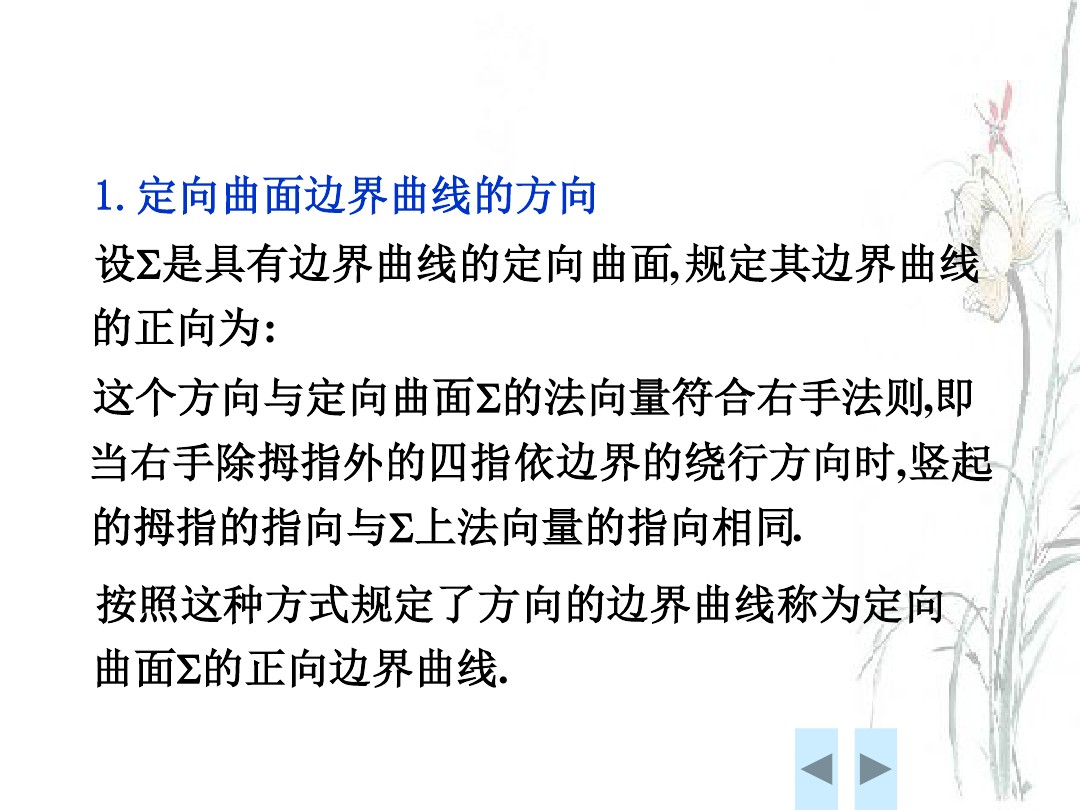 1. 定向曲面边界曲线的方向
设Σ是具有边界曲线的定向曲面,规定其边界曲线
的正向为:
这个方向与定向曲面Σ的法向量符合右手法则,即
当右手除拇指外的四指依边界的绕行方向时,竖起
的拇指的指向与Σ上法向量的指向相同.
按照这种方式规定了方向的边界曲线称为定向
曲面Σ的正向边界曲线.